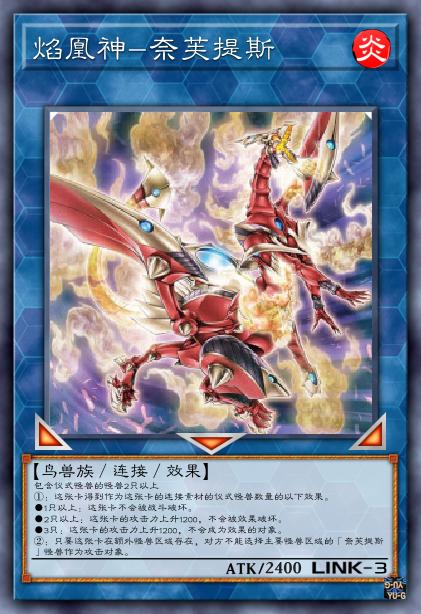 焰凰神-奈芙提斯
炎
【鸟兽族／连接／效果】
包含仪式怪兽的怪兽2只以上
①：这张卡得到作为这张卡的连接素材的仪式怪兽数量的以下效果。
●1只以上：这张卡不会被战斗破坏。
●2只以上：这张卡的攻击力上升1200，不会被效果破坏。
●3只：这张卡的攻击力上升1200，不会成为效果的对象。
②：只要这张卡在额外怪兽区域存在，对方不能选择主要怪兽区域的「奈芙提斯
」怪兽作为攻击对象。
ATK/2400 LINK-3